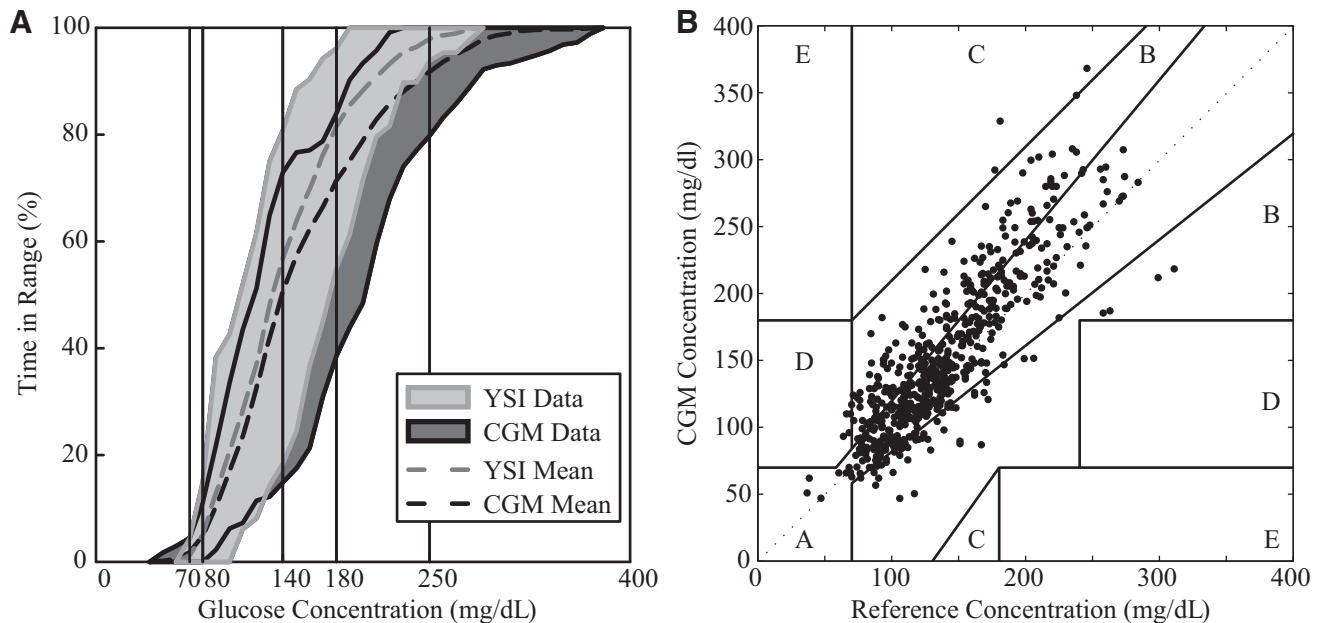 A
100
80
60
40
20
0
Time in Range (%)
0 70 80 140 180 250 400
Glucose Concentration (mg/dL)
YSI Data
CGM Data
YSI Mean
CGM Mean
B
400
350
300
250
200
150
100
50
0
CGM Concentration (mg/dl)
E C B
B
D
D
A C E
0 100 200 300 400
Reference Concentration (mg/dL)